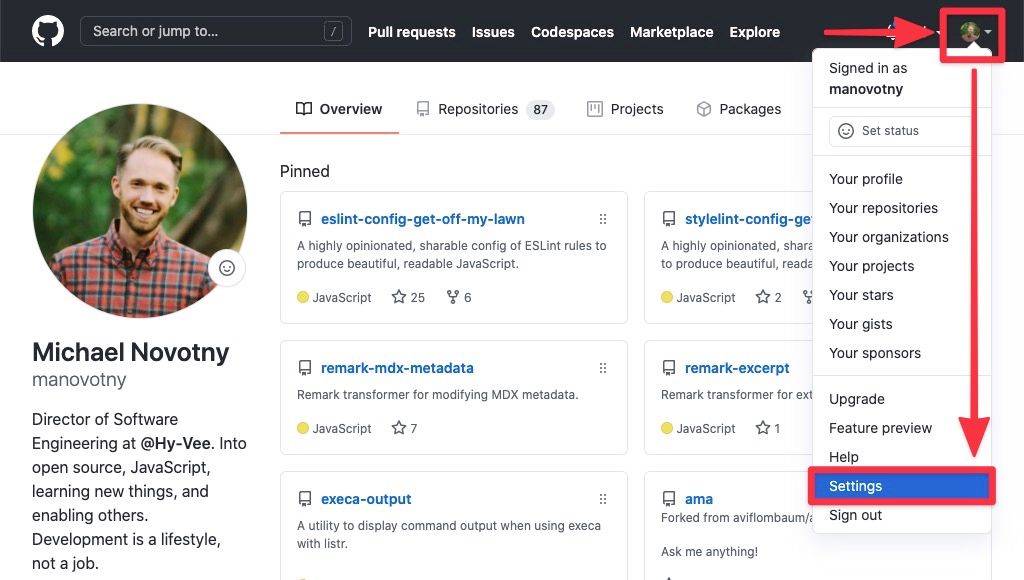 Search or jump to…
/
Pull requests
Issues
Codespaces
Marketplace
Explore
Signed in as
manovotny
Set status
Your profile
Your repositories
Your organizations
Your projects
Your stars
Your gists
Your sponsors
Upgrade
Feature preview
Help
Settings
Sign out
Overview
Repositories 87
Projects
Packages
Pinned
eslint-config-get-off-my-lawn
A highly opinionated, sharable config of ESLint rules to
produce beautiful, readable JavaScript.
JavaScript 25 6
stylelint-config-ge
A highly opinionated, shara
to produce beautiful, reada
JavaScript 2
remark-mdx-metadata
Remark transformer for modifying MDX metadata.
JavaScript 7
remark-excerpt
Remark transformer for ext
JavaScript 1
execa-output
A utility to display command output when using execa
with listr.
ama
Forked from aviflombaum/a
Ask me anything!
Michael Novotny
manovotny
Director of Software
Engineering at @Hy-Vee. Into
open source, JavaScript,
learning new things, and
enabling others.
Development is a lifestyle,
not a job.